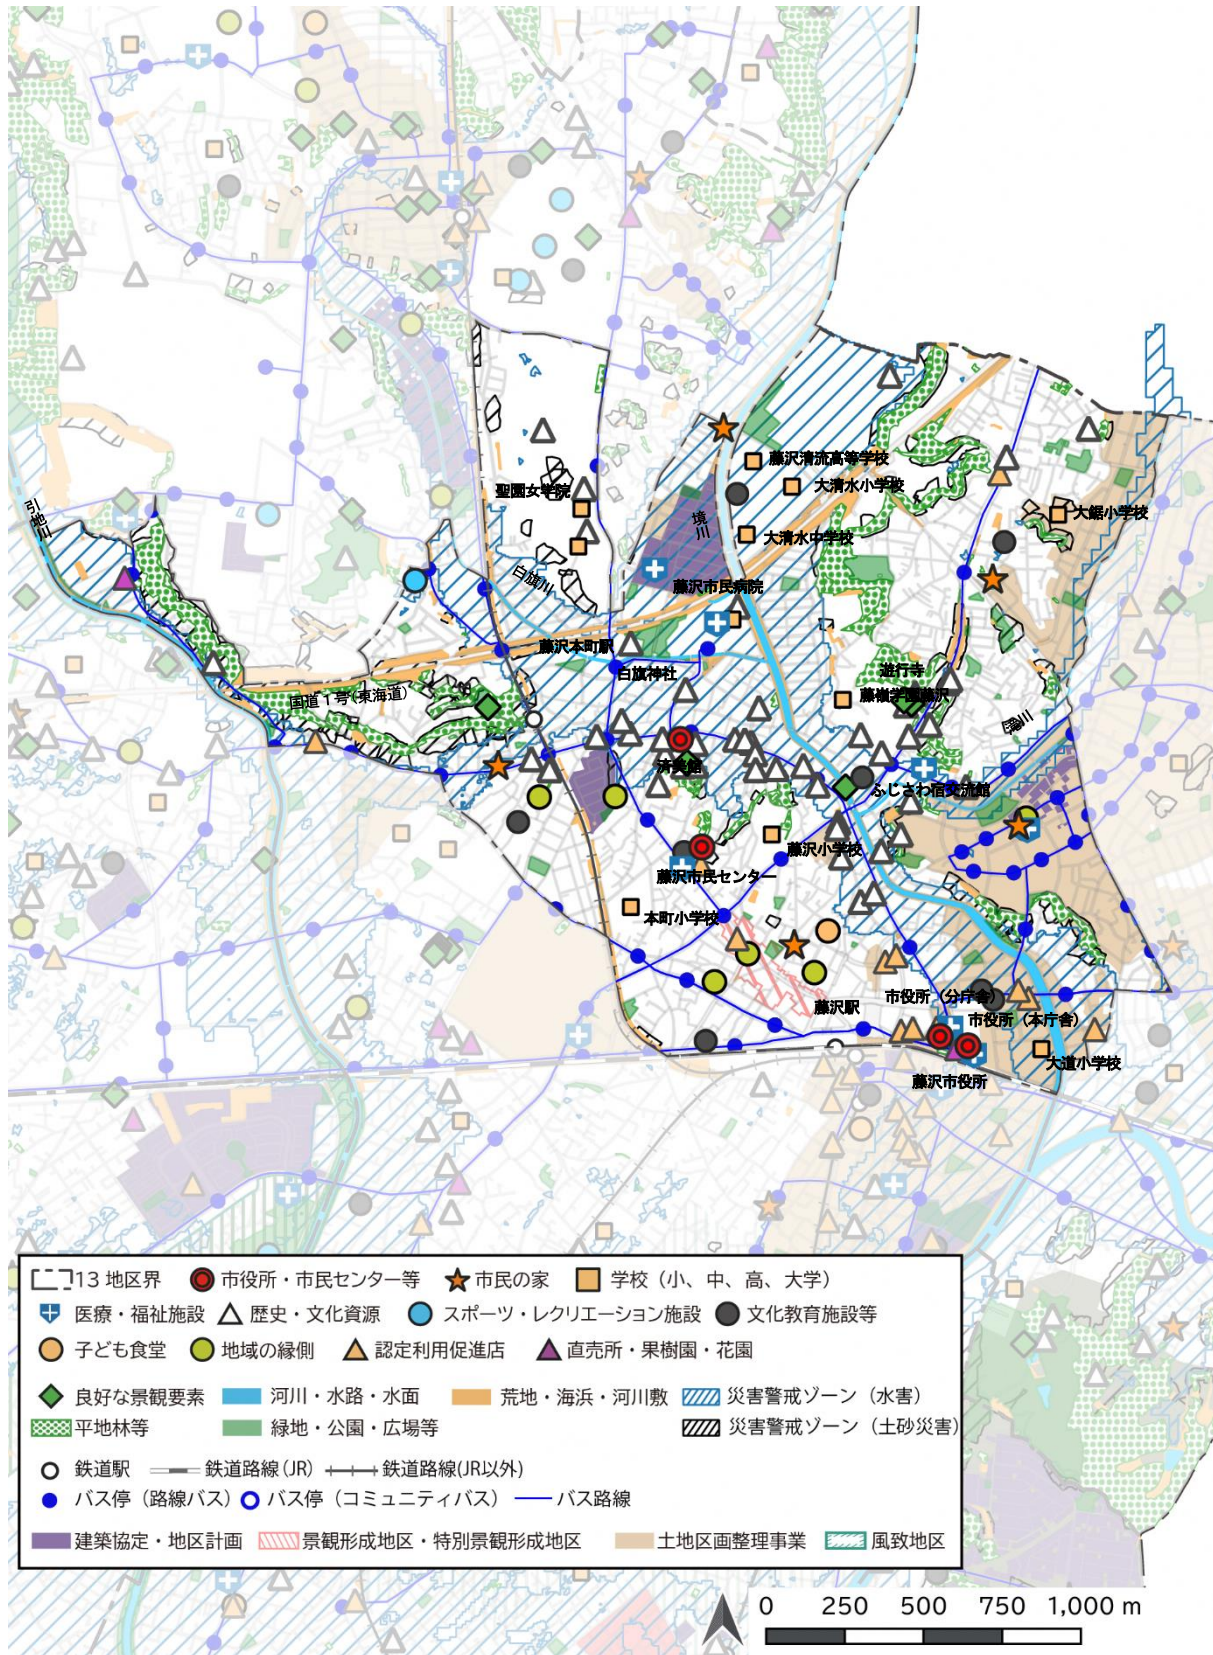 藤沢清流高等学校
大清水小学校
聖園女学院
引地川
境川
大鋸小学校
大清水中学校
白旗川
藤沢市民病院
藤沢本町駅
白旗神社
遊行寺
国道1号(東海道)
藤嶺学園藤沢
済美館
ふじさわ宿交流館
藤沢小学校
藤沢市民センター
本町小学校
市役所(分庁舎)
藤沢駅
市役所(本庁舎)
大道小学校
藤沢市役所
13 地区界 市役所・市民センター等 市民の家 学校(小、中、高、大学)
医療・福祉施設 歴史・文化資源 スポーツ・レクリエーション施設 文化教育施設等
子ども食堂 地域の縁側 認定利用促進店 直売所・果樹園・花園
良好な景観要素 河川・水路・水面 荒地・海浜・河川敷 災害警戒ゾーン(水害)
平地林等 緑地・公園・広場等 災害警戒ゾーン(土砂災害)
鉄道駅 鉄道路線(JR) 鉄道路線(JR以外)
バス停(路線バス) バス停(コミュニティバス) バス路線
建築協定・地区計画 景観形成地区・特別景観形成地区 土地区画整理事業 風致地区
0 250 500 750 1,000 m